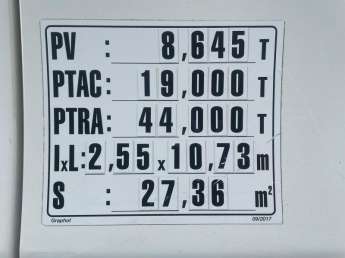 PV : 8,645 T
PTAC: 19,000 T
PTRA: 44,000 T
IxL: 2,55 x 10,73 m
S : 27,36 m²
Graphot 09/2017